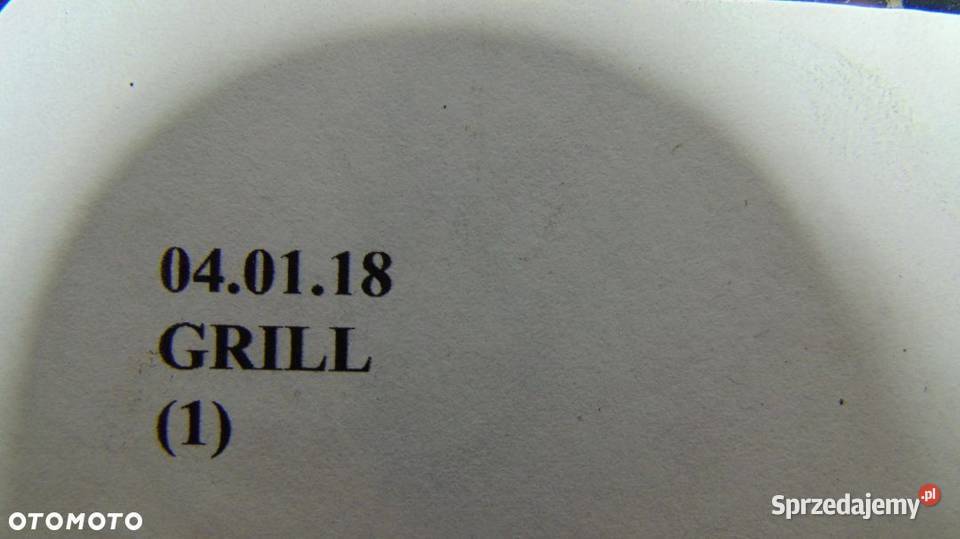 04.01.18
GRILL
(1)
OTOMOTO
Sprzedajemy.pl